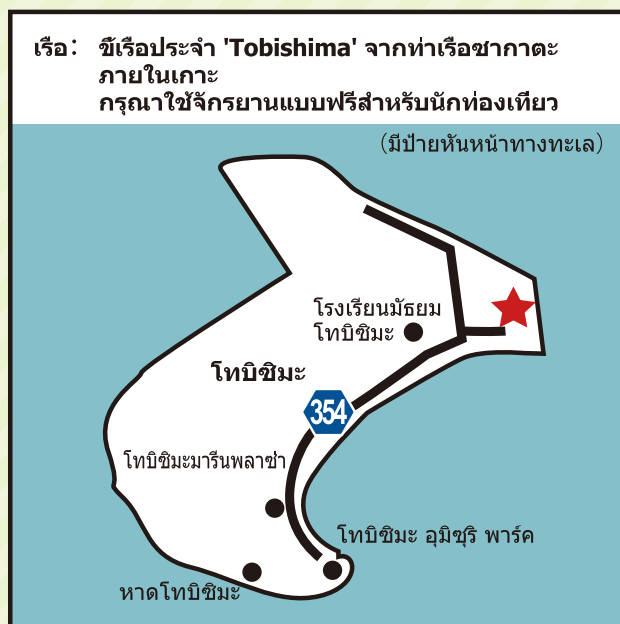 เรือ: ขี่เรือประจำ 'Tobishima' จากท่าเรือซากาตะ
ภายในเกาะ
กรุณาใช้จักรยานแบบฟรีสำหรับนักท่องเที่ยว
(มีป้ายหันหน้าทางทะเล)
โรงเรียนมัธยม
โทบิชิมะ
โทบิชิมะ
354
โทบิชิมะมารีนพลาซ่า
โทบิชิมะ อุมิซุริ พาร์ค
หาดโทบิชิมะ